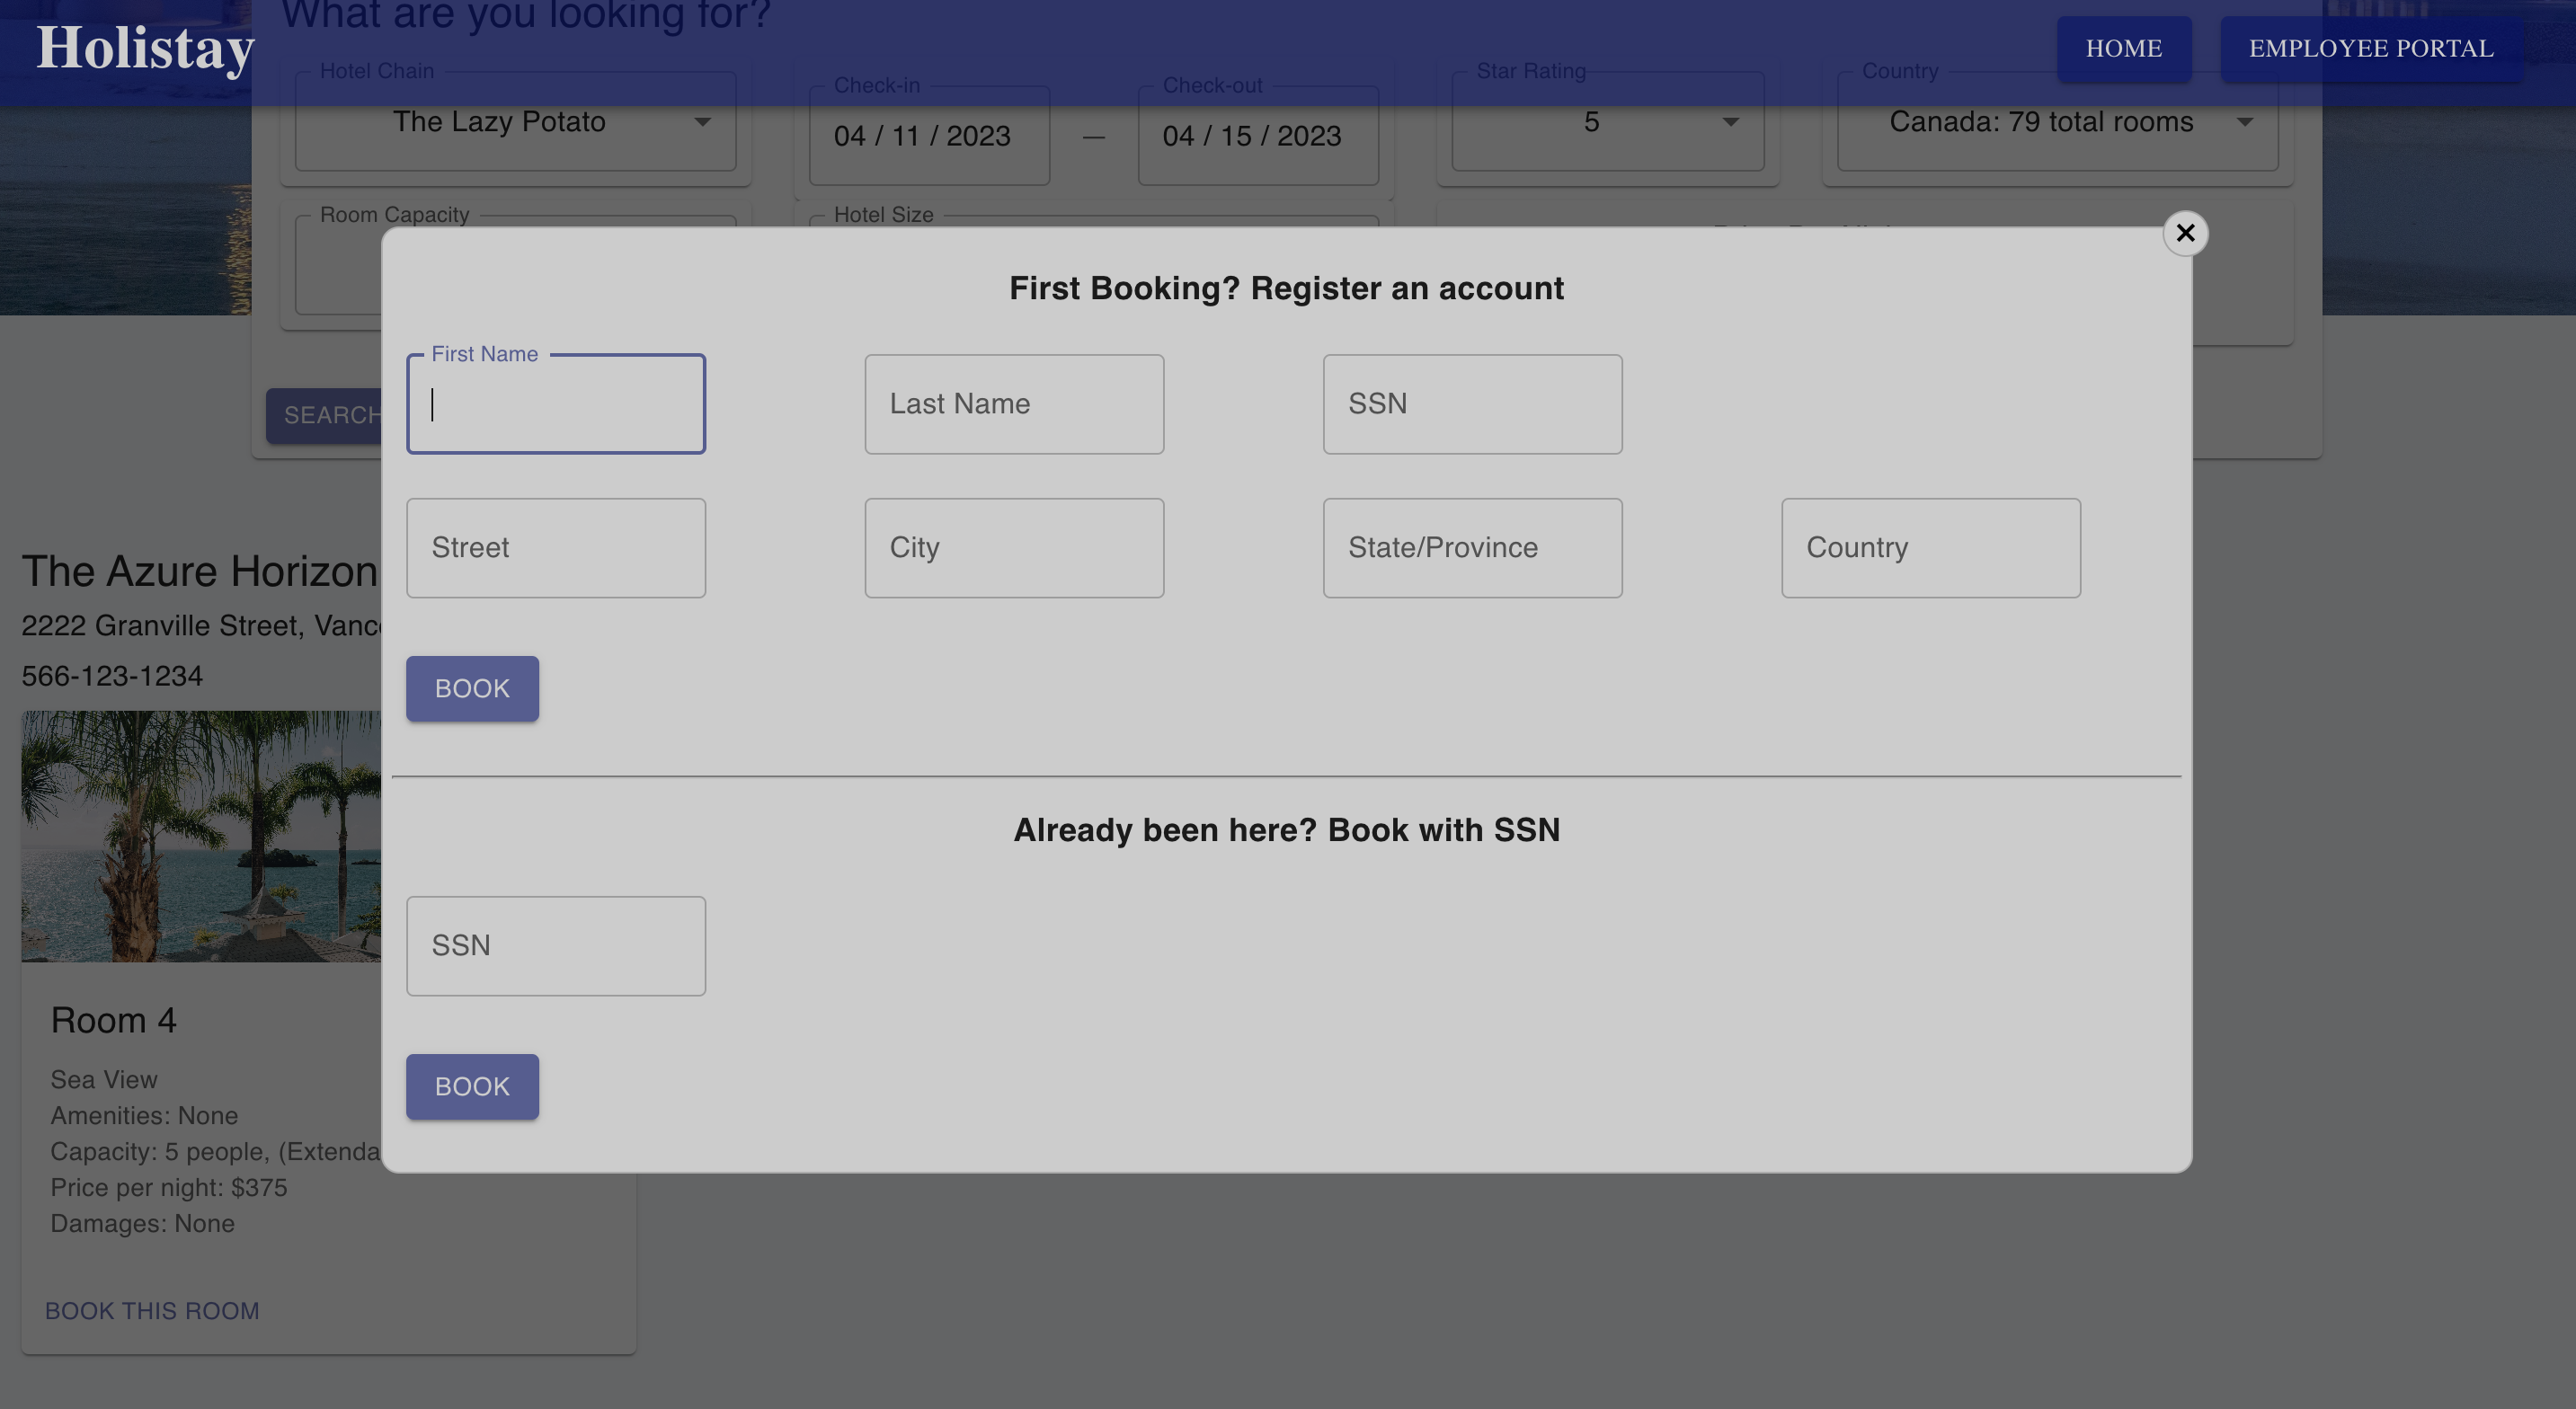 What are you looking for?
Holistay
HOME
EMPLOYEE PORTAL
Hotel Chain
Check-in
Check-out
Star Rating
Country
The Lazy Potato
04 / 11 / 2023
—
04 / 15 / 2023
5
Canada: 79 total rooms
Room Capacity
Hotel Size
First Booking? Register an account
First Name
Last Name
SSN
SEARCH
Street
City
State/Province
Country
The Azure Horizon
2222 Granville Street,
566-123-1234
BOOK
Already been here? Book with SSN
SSN
Room 4
Sea View
Amenities: None
BOOK
Capacity: 5 people,
Price per night: $375
Damages: None
BOOK THIS ROOM